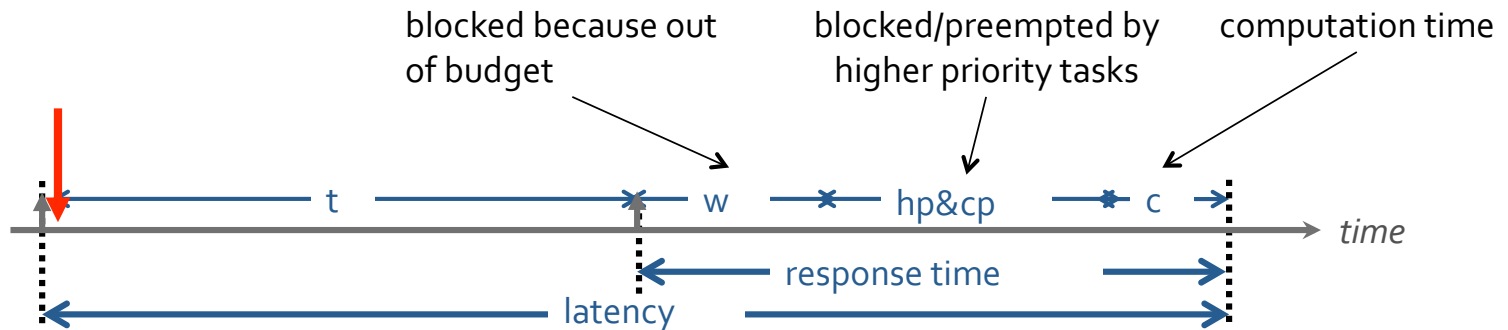 blocked because out
of budget
blocked/preempted by
higher priority tasks
computation time
t
w
hp&cp
c
time
response time
latency